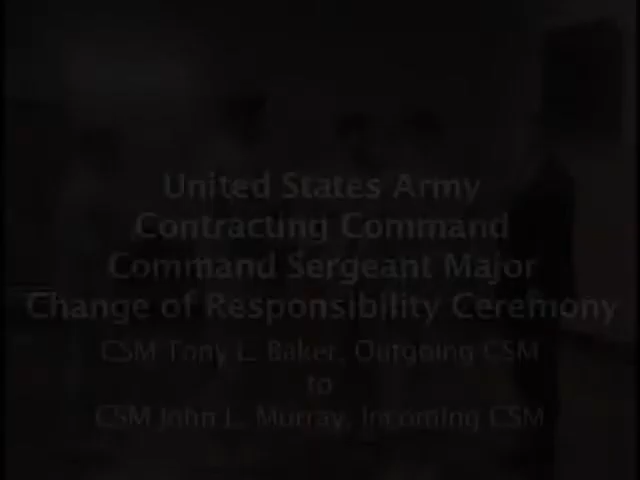 United States Army
Contracting Command
Command Sergeant Major
Change of Responsibility Ceremony
CSM Tony L. Baker, Outgoing CSM
to
CSM John L. Murray, Incoming CSM